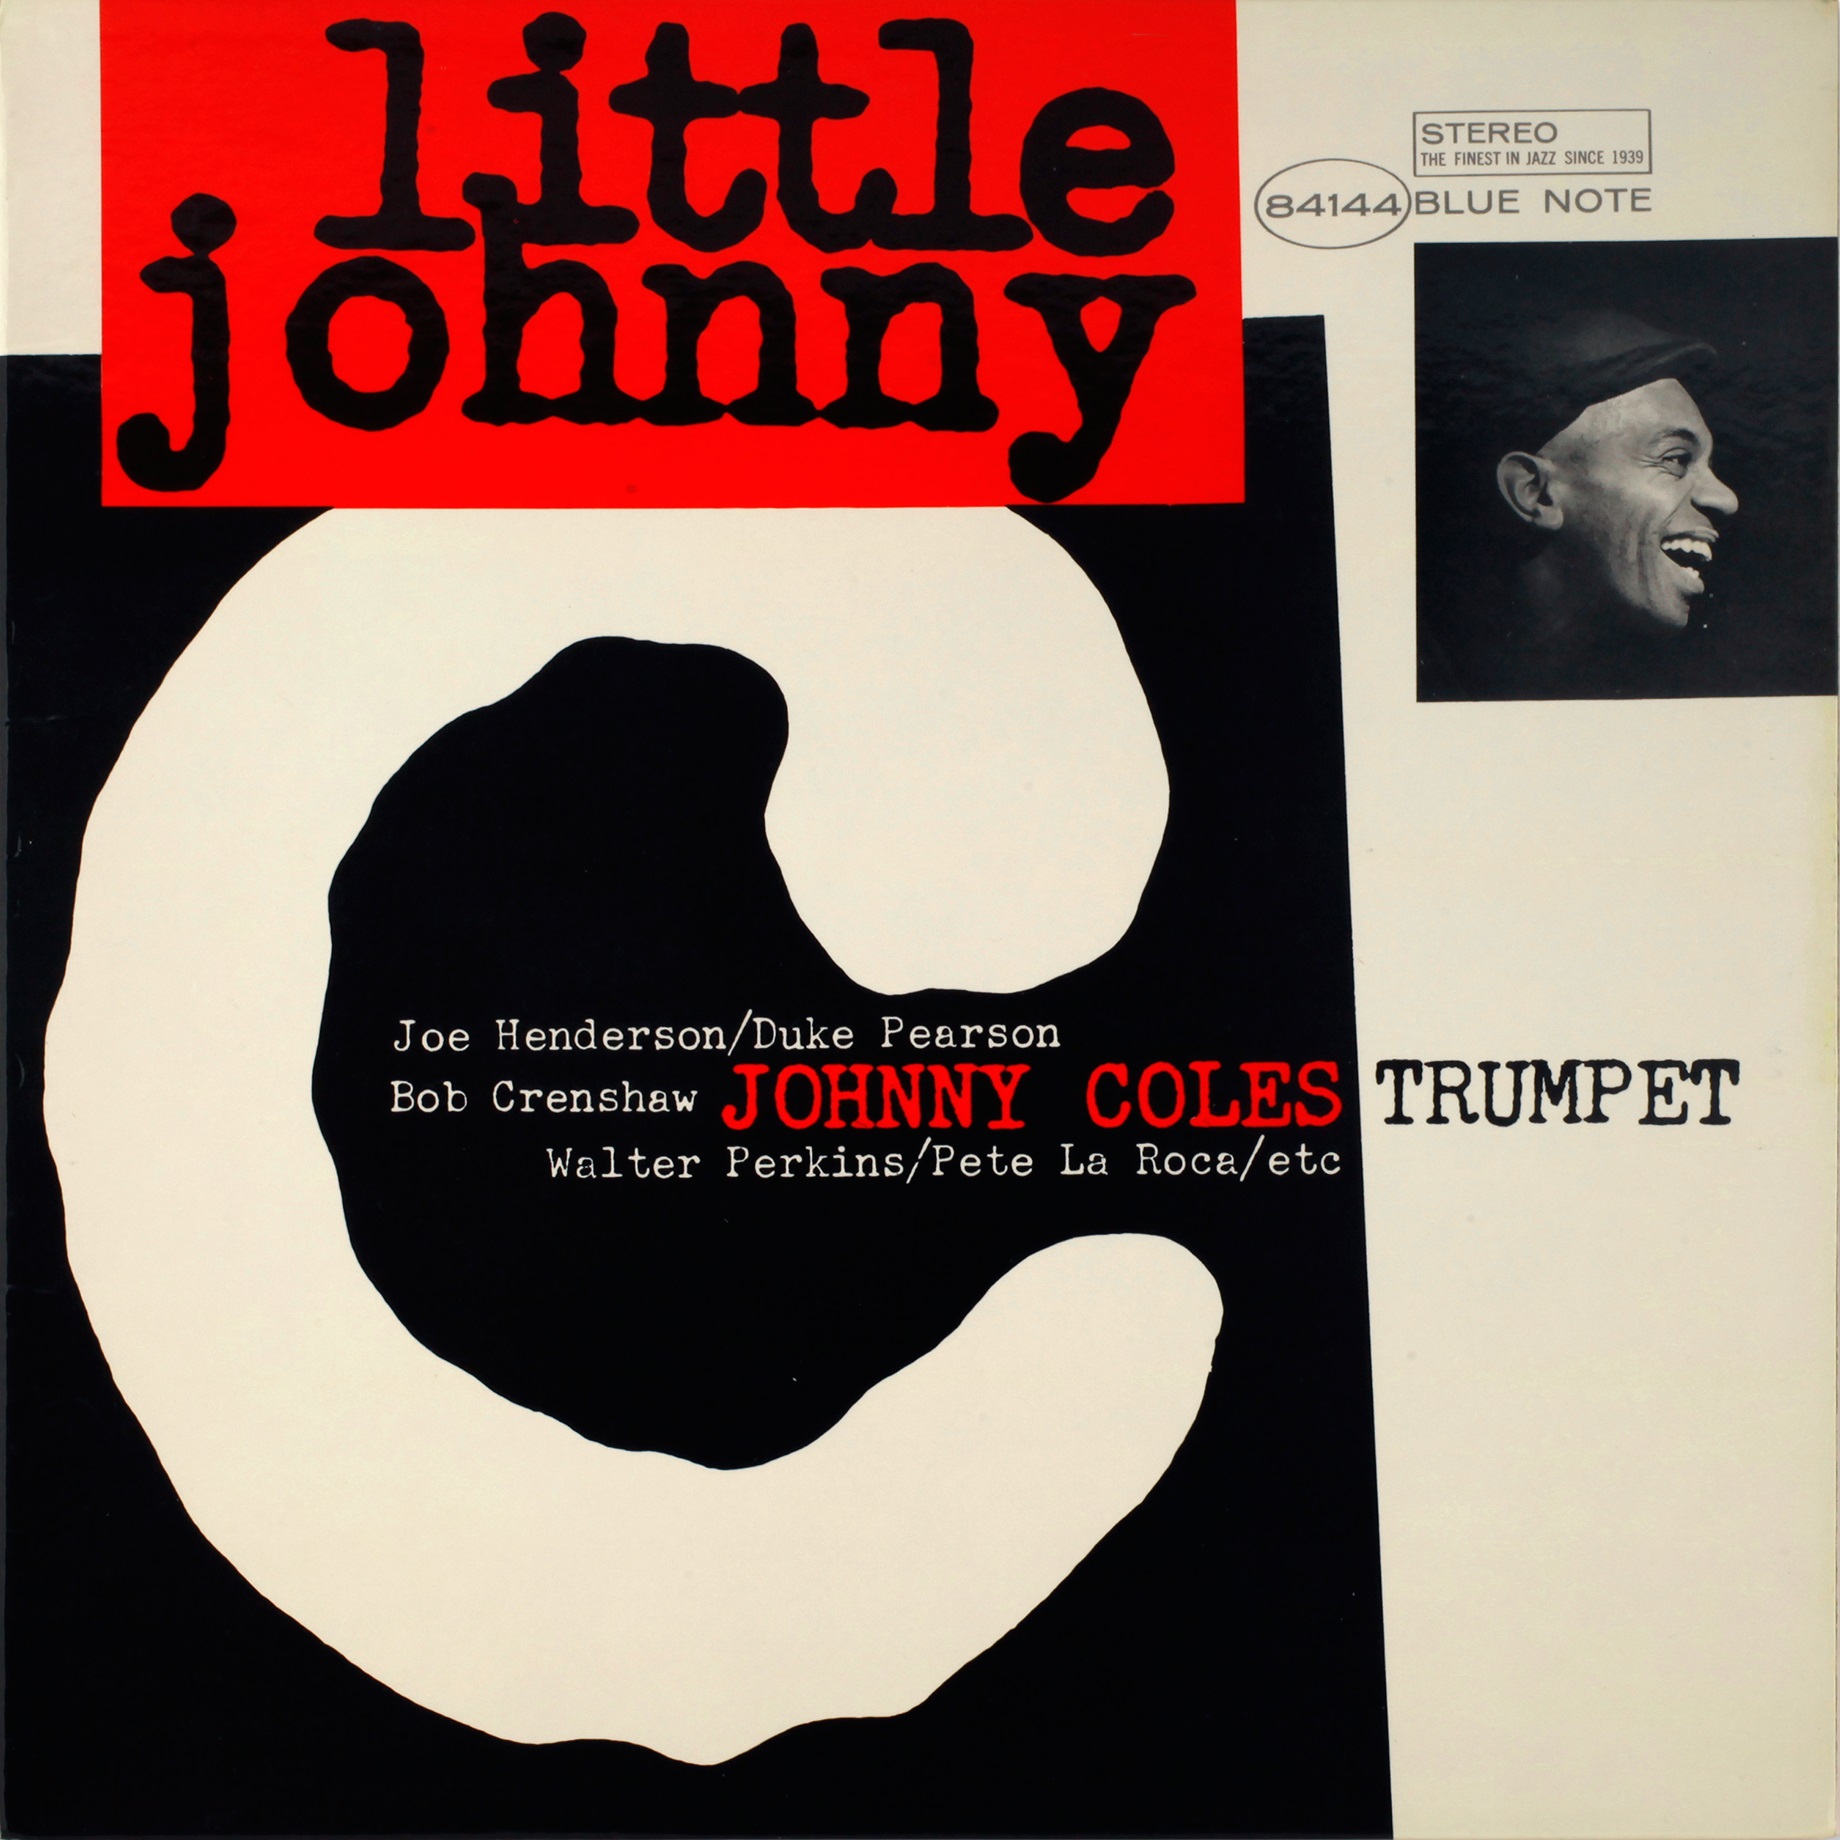 little
johnny
C
STEREO
THE FINEST IN JAZZ SINCE 1939
84144 BLUE NOTE
Joe Henderson/Duke Pearson
Bob Crenshaw JOHNNY COLES TRUMPET
Walter Perkins/Pete La Roca/etc